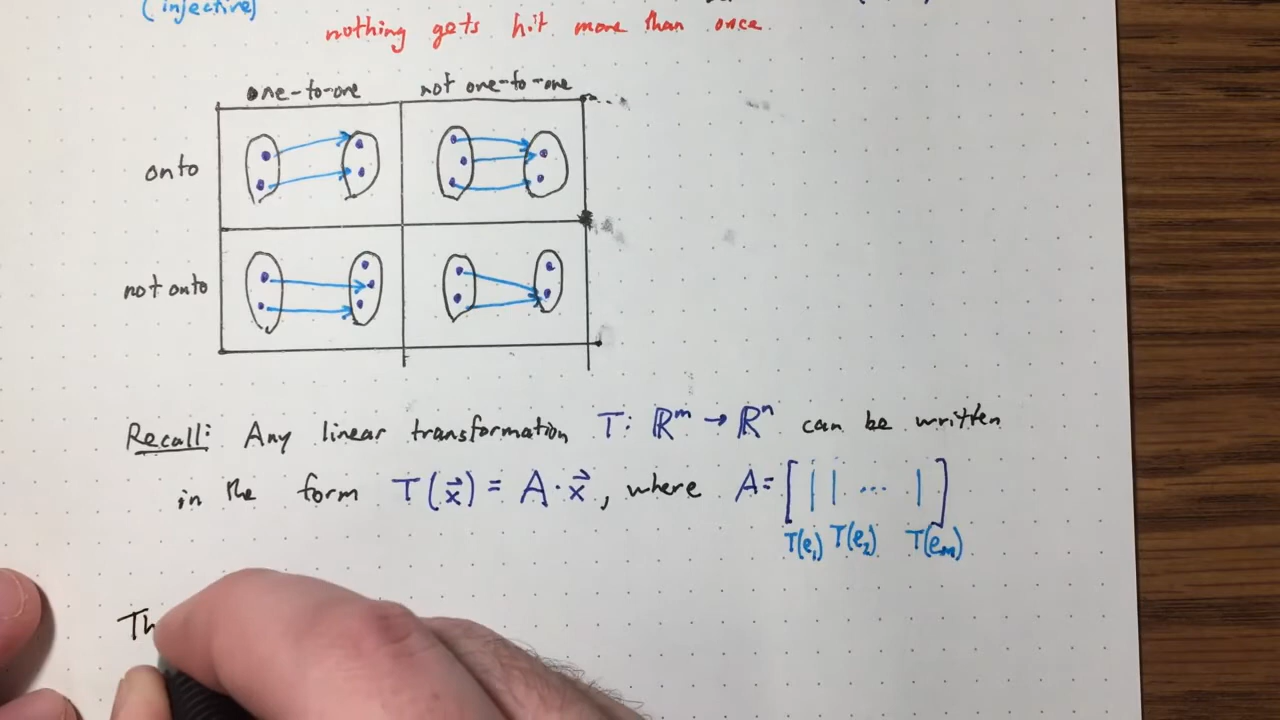 (injective)
nothing gets hit more than once.
one-to-one not one-to-one
onto
not onto
Recall: Any linear transformation T: ℝᵐ → ℝⁿ can be written
in the form T(x⃗) = A·x⃗, where A= [ | | ... | ]
T(e₁) T(e₂) T(eₘ)
Th